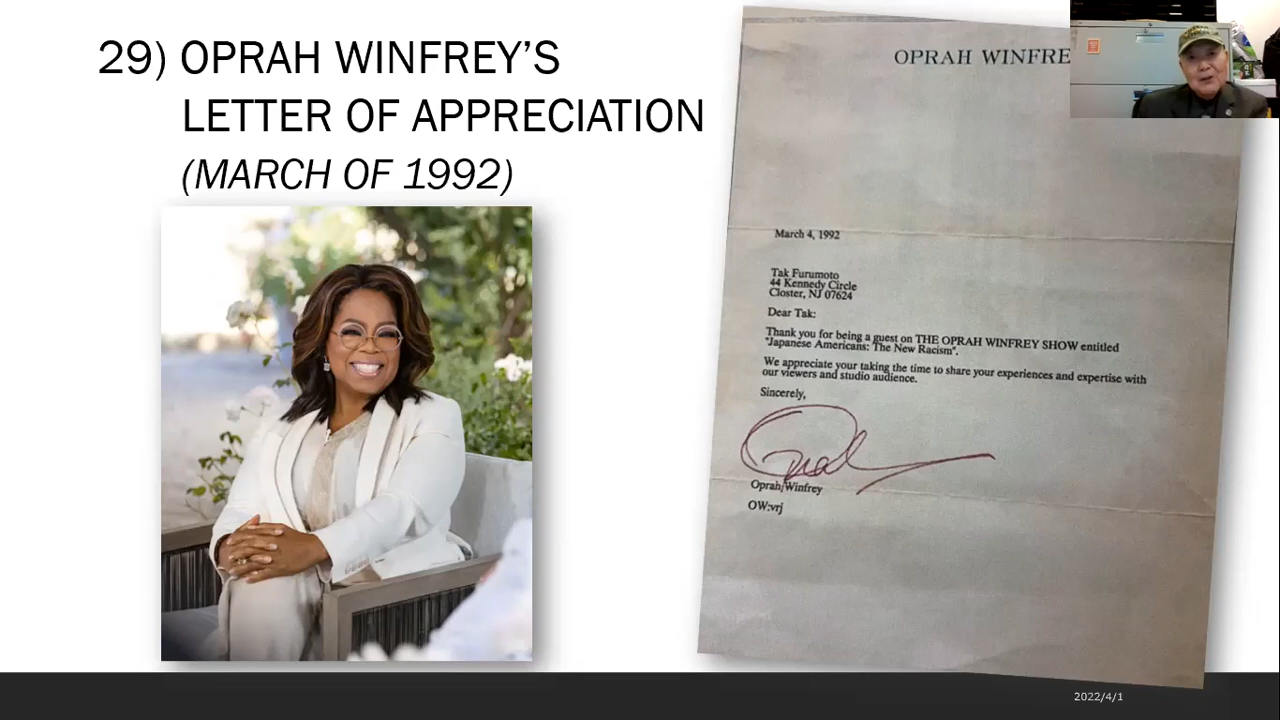 29) OPRAH WINFREY'S
LETTER OF APPRECIATION
(MARCH OF 1992)
OPRAH WINFRE
March 4, 1992
Tak Furumoto
44 Kennedy Circle
Closter, NJ 07624
Dear Tak:
Thank you for being a guest on THE OPRAH WINFREY SHOW entitled
"Japanese Americans: The New Racism".
We appreciate your taking the time to share your experiences and expertise with
our viewers and studio audience.
Sincerely,
Oprah
Oprah Winfrey
OW:vrj
2022/4/1